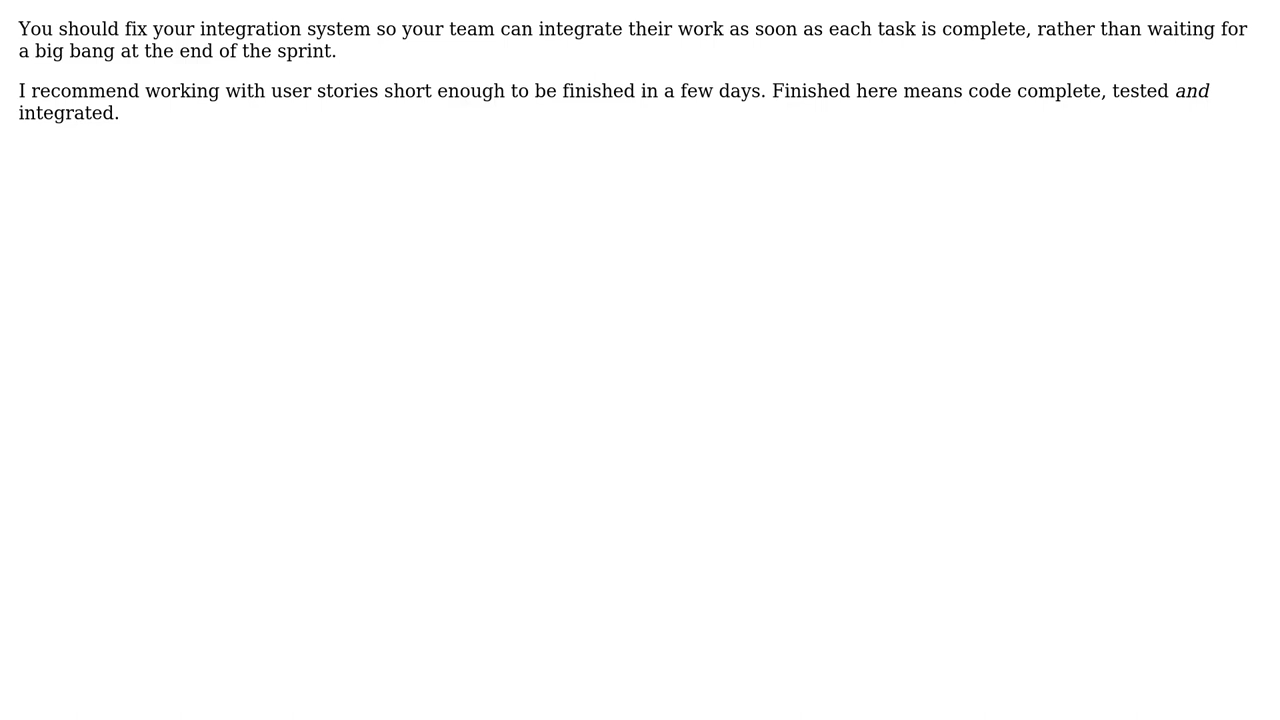 You should fix your integration system so your team can integrate their work as soon as each task is complete, rather than waiting for
a big bang at the end of the sprint.
I recommend working with user stories short enough to be finished in a few days. Finished here means code complete, tested and
integrated.